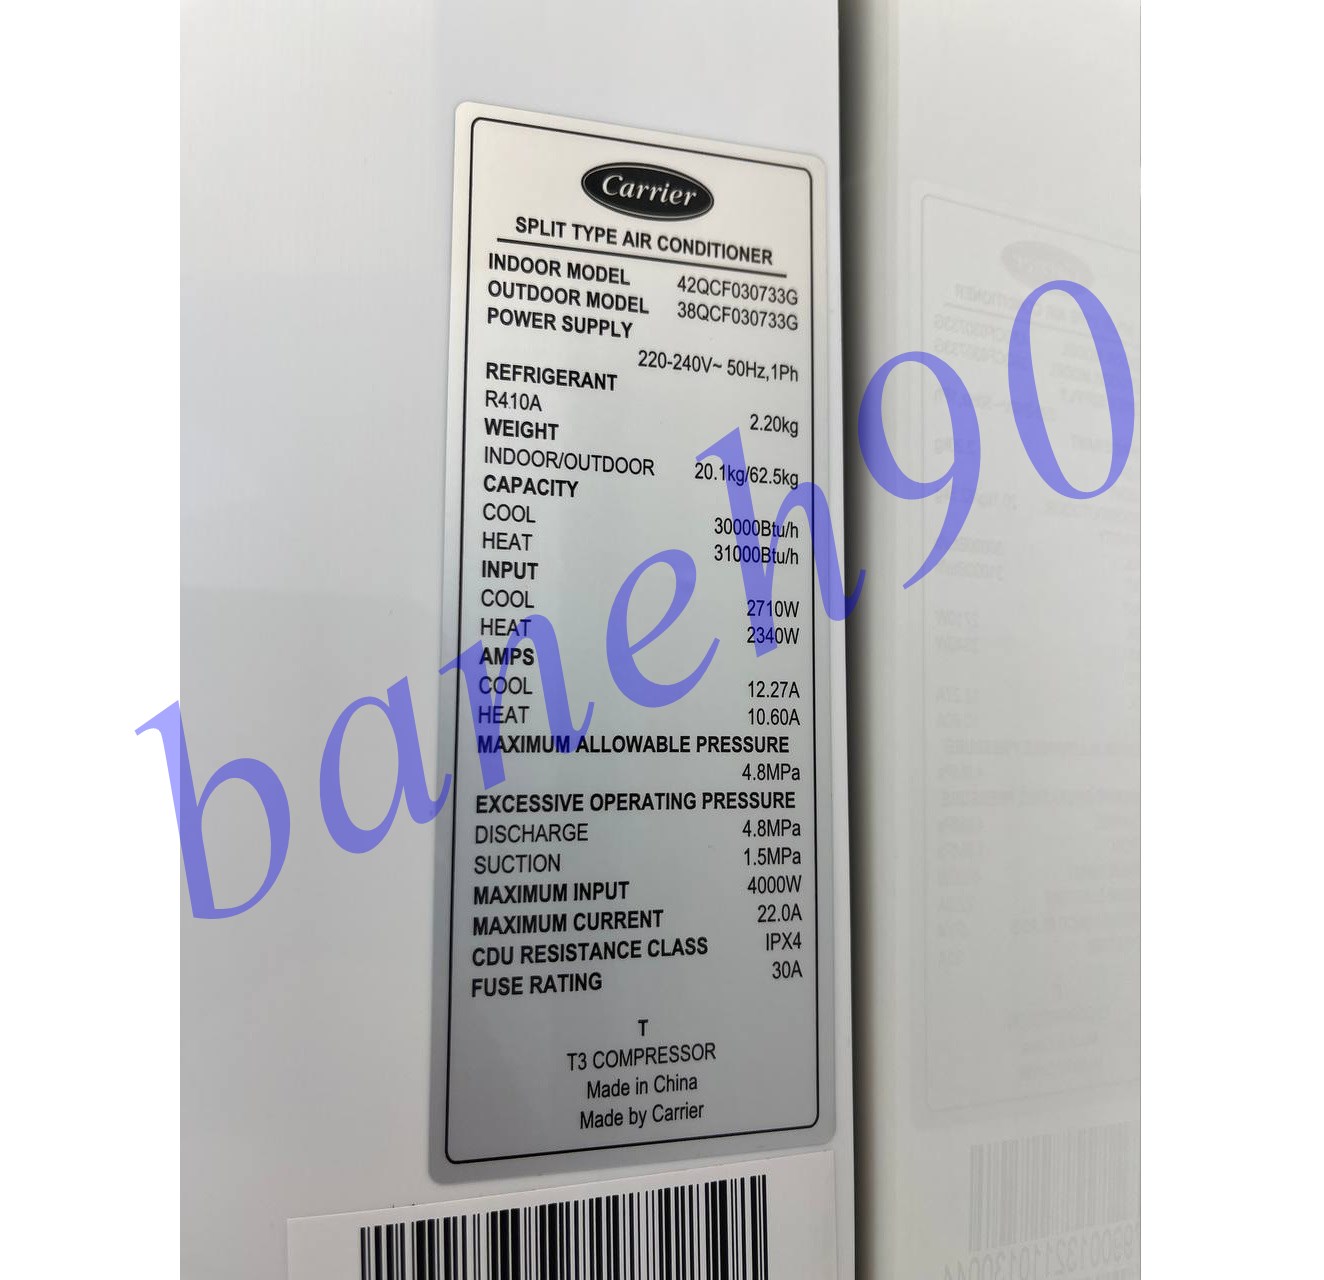 Carrier
SPLIT TYPE AIR CONDITIONER
INDOOR MODEL 42QCF030733G
OUTDOOR MODEL 38QCF030733G
POWER SUPPLY
220-240V~ 50Hz,1Ph
REFRIGERANT
R410A 2.20kg
WEIGHT
INDOOR/OUTDOOR 20.1kg/62.5kg
CAPACITY
COOL 30000Btu/h
HEAT 31000Btu/h
INPUT
COOL 2710W
HEAT 2340W
AMPS
COOL 12.27A
HEAT 10.60A
MAXIMUM ALLOWABLE PRESSURE
4.8MPa
EXCESSIVE OPERATING PRESSURE
DISCHARGE 4.8MPa
SUCTION 1.5MPa
MAXIMUM INPUT 4000W
MAXIMUM CURRENT 22.0A
CDU RESISTANCE CLASS IPX4
FUSE RATING 30A
T
T3 COMPRESSOR
Made in China
Made by Carrier
baneh90